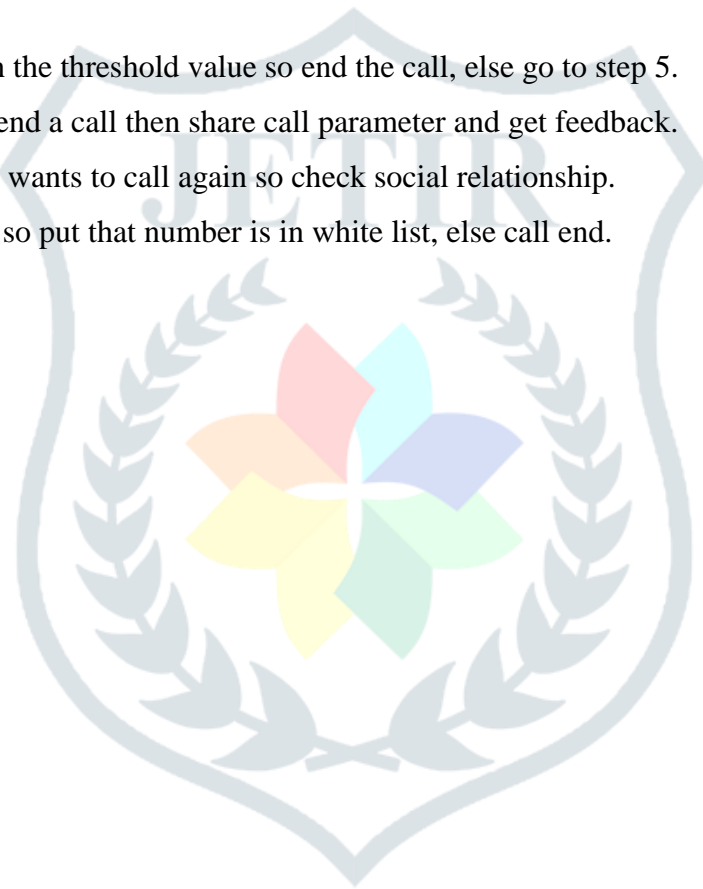 the threshold value so end the call, else go to step 5.
end a call then share call parameter and get feedback.
wants to call again so check social relationship.
so put that number is in white list, else call end.
JETIR